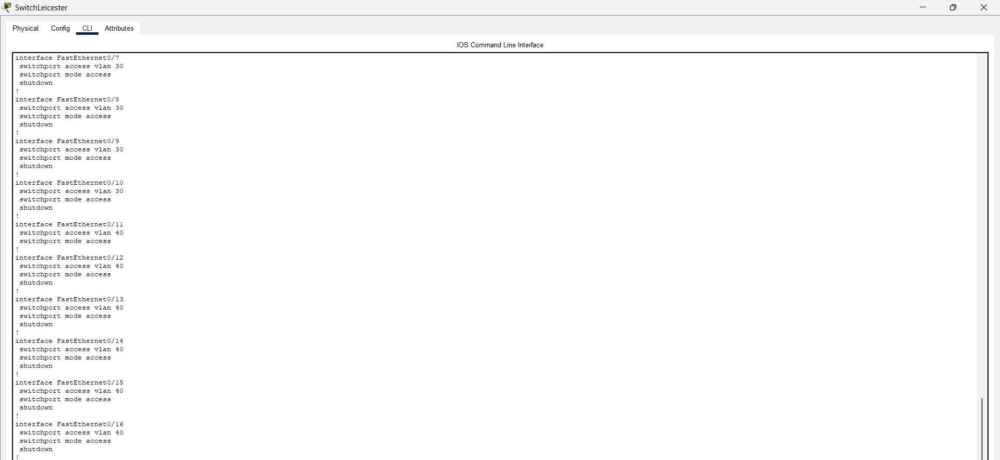 SwitchLeicester
Physical Config CLI Attributes
IOS Command Line Interface
interface FastEthernet0/7
 switchport access vlan 30
 switchport mode access
 shutdown
!
interface FastEthernet0/8
 switchport access vlan 30
 switchport mode access
 shutdown
!
interface FastEthernet0/9
 switchport access vlan 30
 switchport mode access
 shutdown
!
interface FastEthernet0/10
 switchport access vlan 30
 switchport mode access
 shutdown
!
interface FastEthernet0/11
 switchport access vlan 40
 switchport mode access
!
interface FastEthernet0/12
 switchport access vlan 40
 switchport mode access
 shutdown
!
interface FastEthernet0/13
 switchport access vlan 40
 switchport mode access
 shutdown
!
interface FastEthernet0/14
 switchport access vlan 40
 switchport mode access
 shutdown
!
interface FastEthernet0/15
 switchport access vlan 40
 switchport mode access
 shutdown
!
interface FastEthernet0/16
 switchport access vlan 40
 switchport mode access
 shutdown
!